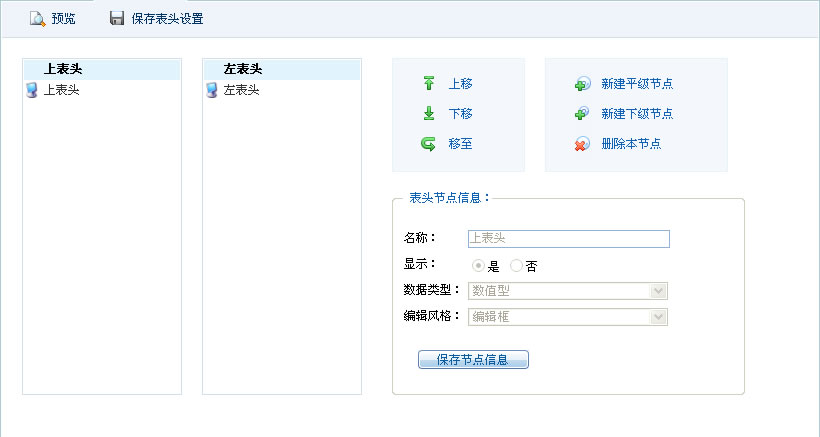 预览 保存表头设置
上表头
上表头
左表头
左表头
上移
下移
移至
新建平级节点
新建下级节点
删除本节点
表头节点信息：
名称： 上表头
显示： 是 否
数据类型： 数值型
编辑风格： 编辑框
保存节点信息